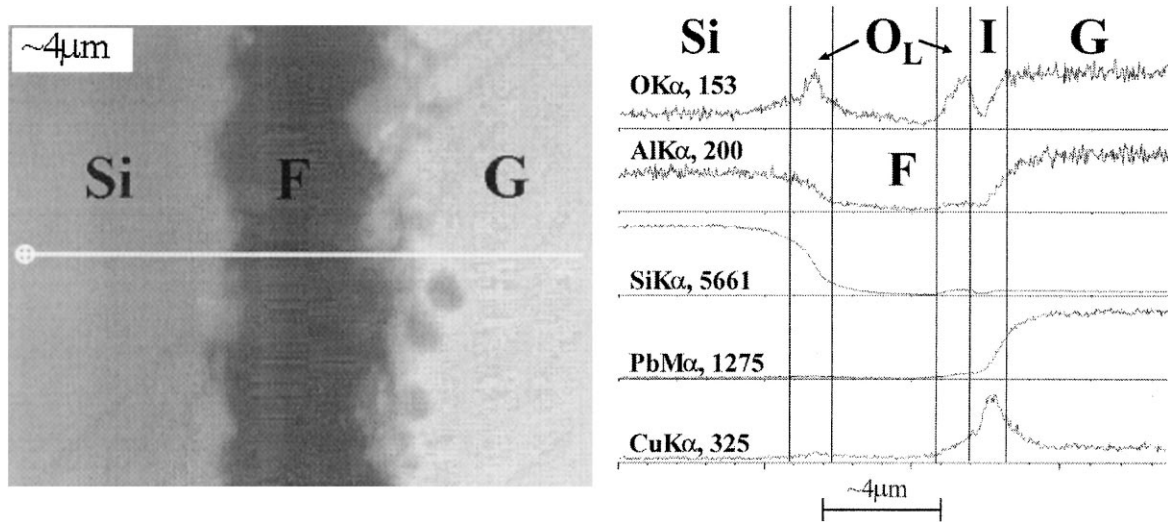 ~4μm
Si F G
Si O_L I G
OKα, 153
AlKα, 200
F
SiKα, 5661
PbMα, 1275
CuKα, 325
~4μm